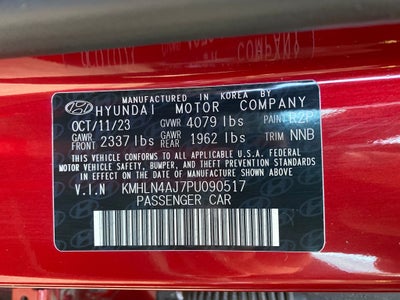 MANUFACTURED IN KOREA BY
HYUNDAI MOTOR COMPANY
OCT/11/23 GVWR 4079 lbs PAINT R2P
GAWR FRONT 2337 lbs GAWR REAR 1962 lbs TRIM NNB
THIS VEHICLE CONFORMS TO ALL APPLICABLE U.S. FEDERAL
MOTOR VEHICLE SAFETY, BUMPER, AND THEFT PREVENTION STANDARDS
IN EFFECT ON THE DATE OF MANUFACTURE SHOWN ABOVE.
V.I.N KMHLN4AJ7PU090517
PASSENGER CAR